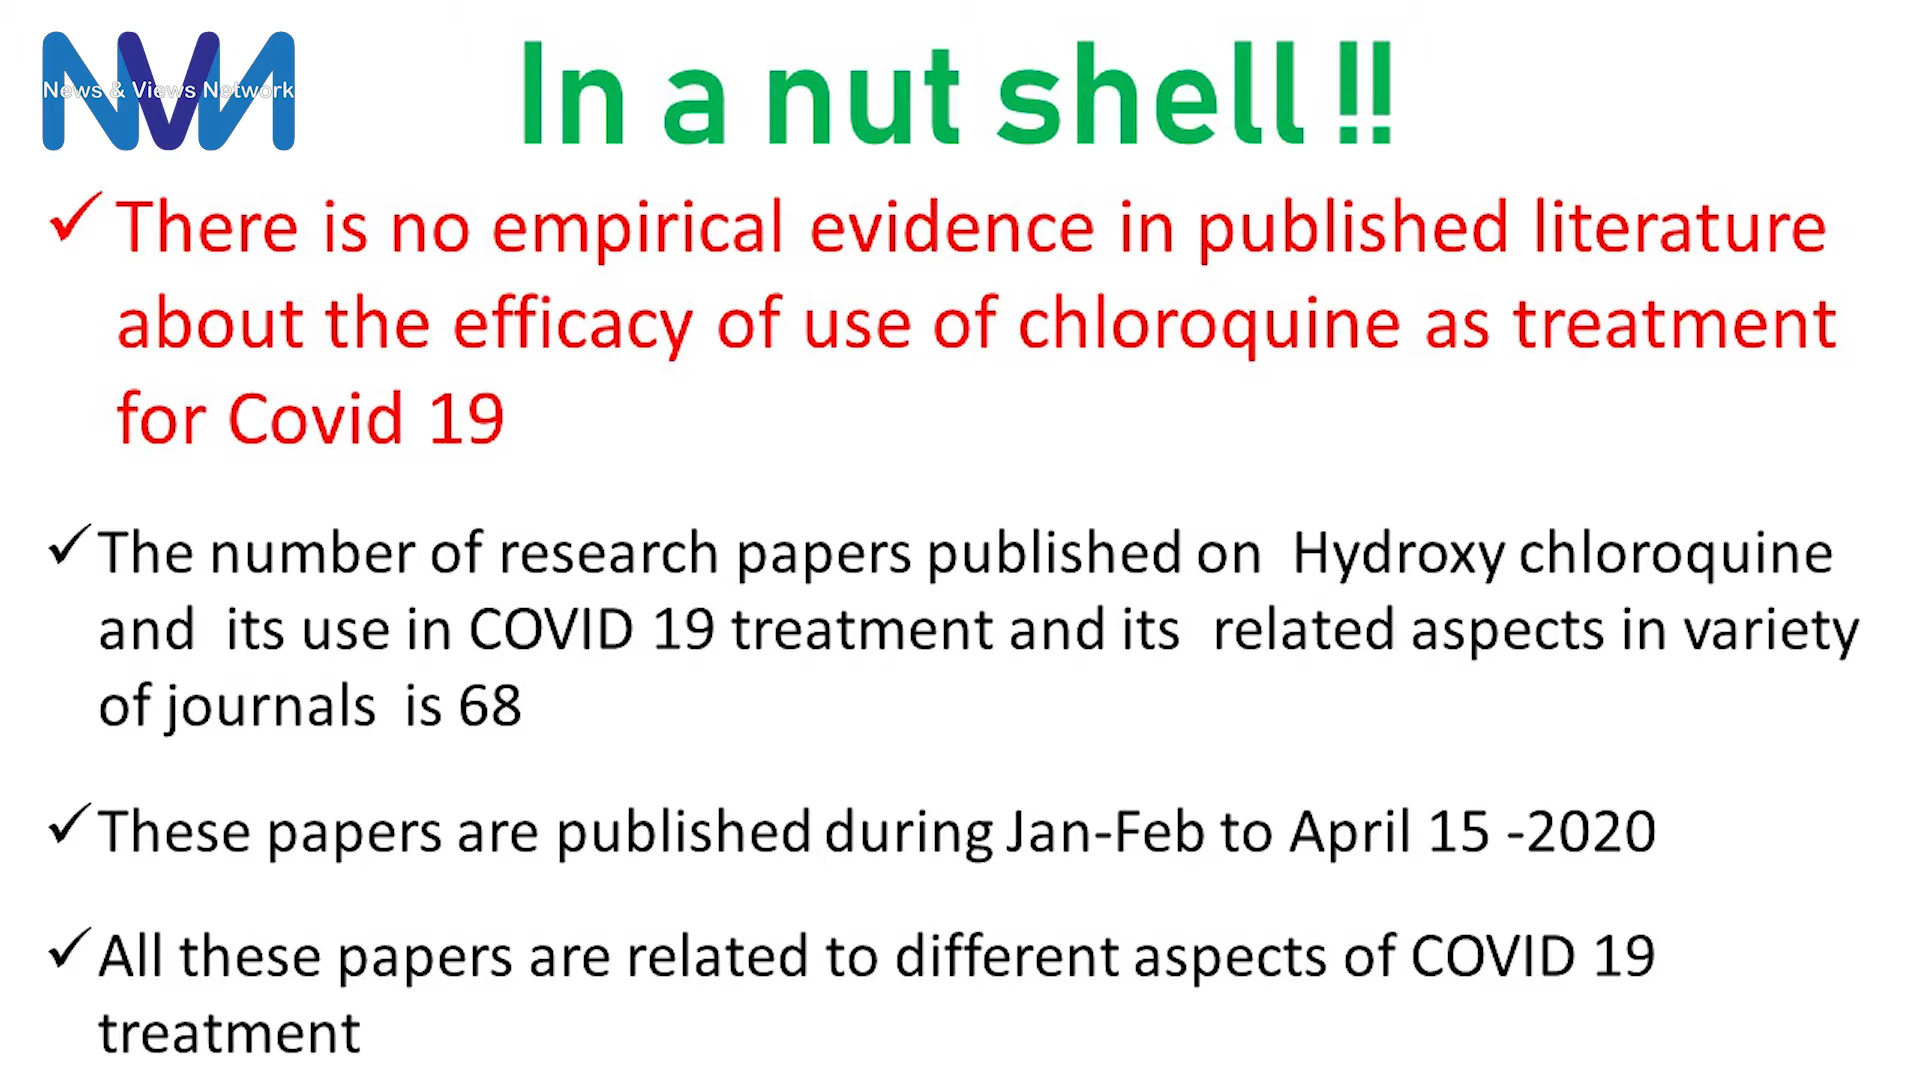 News & Views Network
In a nut shell !!
✓ There is no empirical evidence in published literature
about the efficacy of use of chloroquine as treatment
for Covid 19
✓ The number of research papers published on Hydroxy chloroquine
and its use in COVID 19 treatment and its related aspects in variety
of journals is 68
✓ These papers are published during Jan-Feb to April 15 -2020
✓ All these papers are related to different aspects of COVID 19
treatment